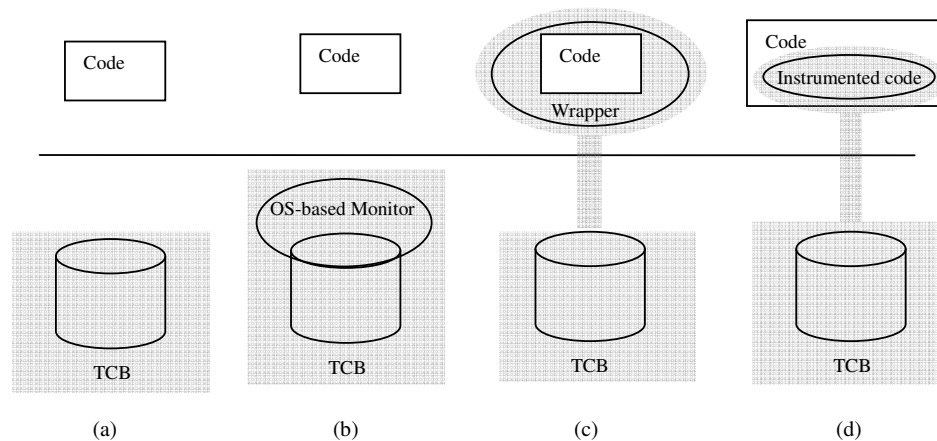 Code
Code
Code
Wrapper
Code
Instrumented code
OS-based Monitor
TCB
TCB
TCB
TCB
(a)
(b)
(c)
(d)